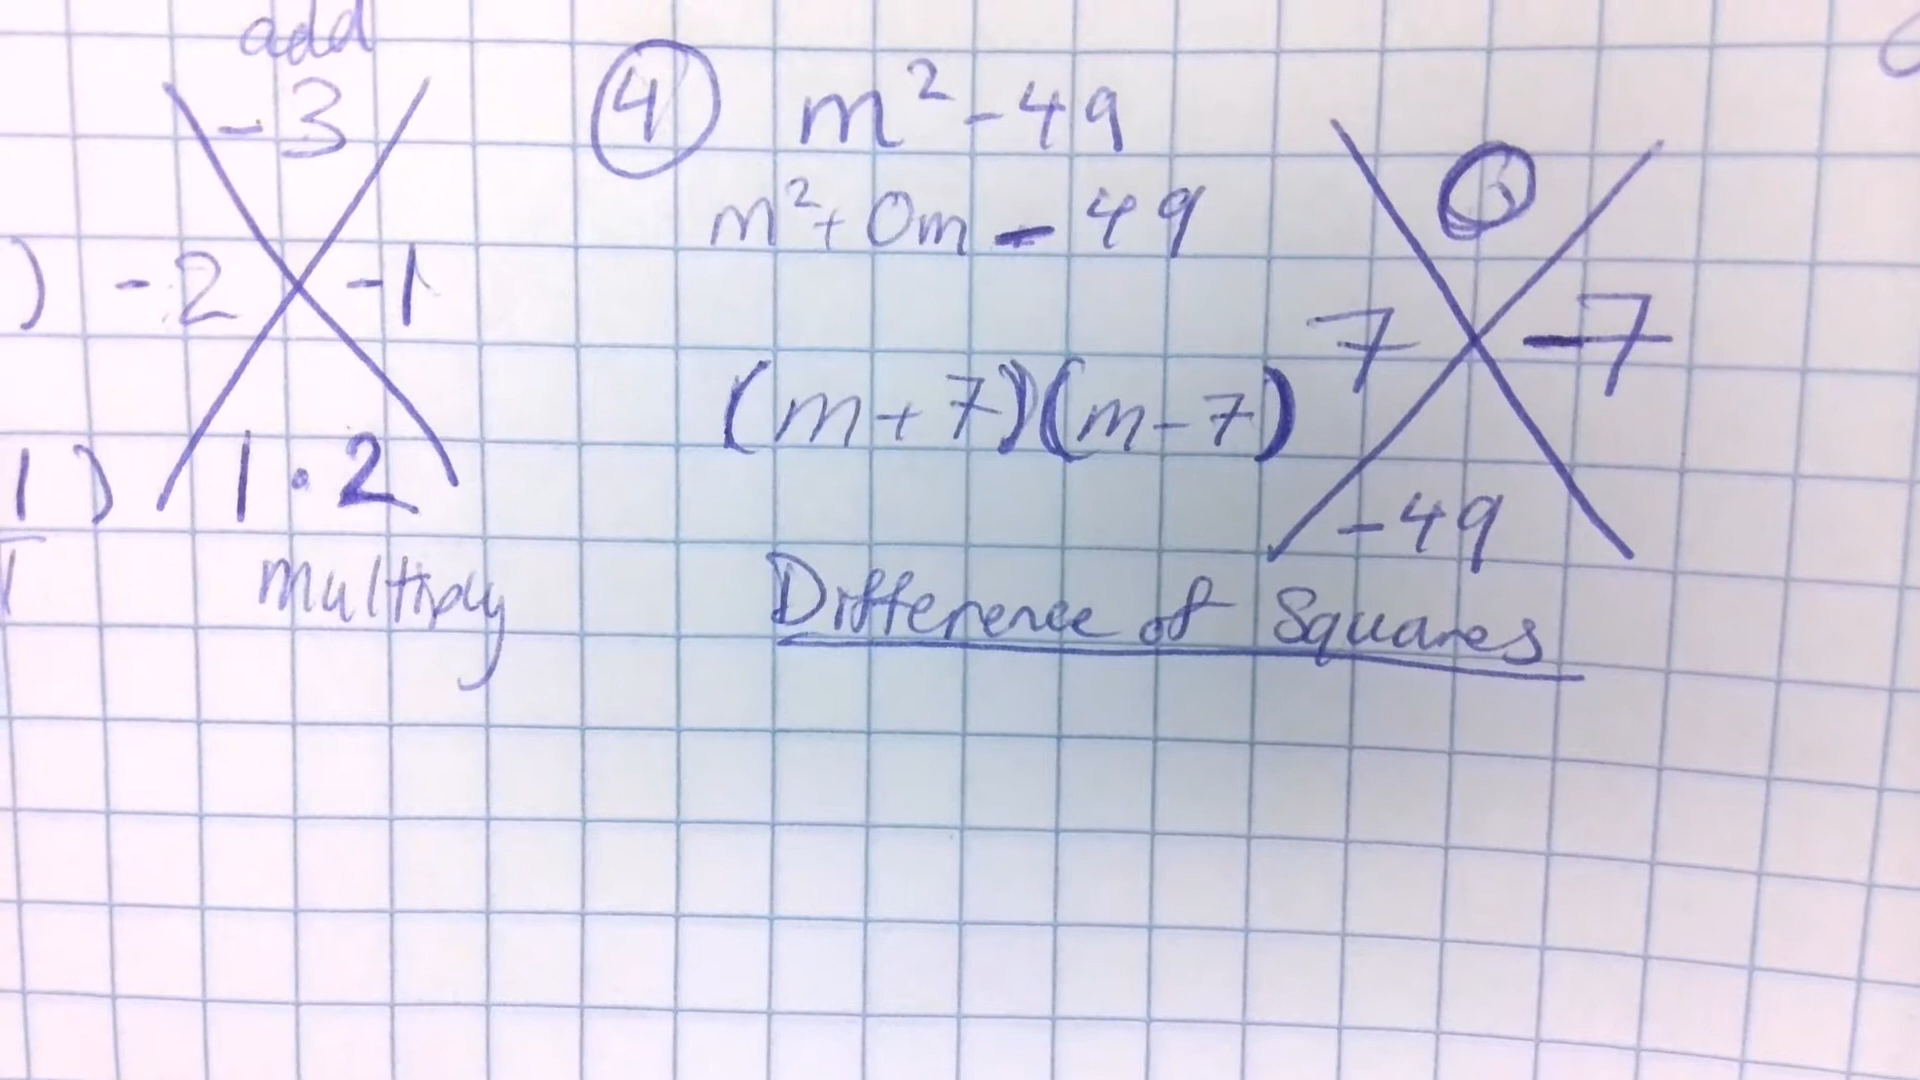 add
-3
) -2 -1
1) 1 · 2
multiply
④ m² - 49
m² + 0m - 49
(m + 7)(m - 7)
0
7 -7
-49
Difference of Squares